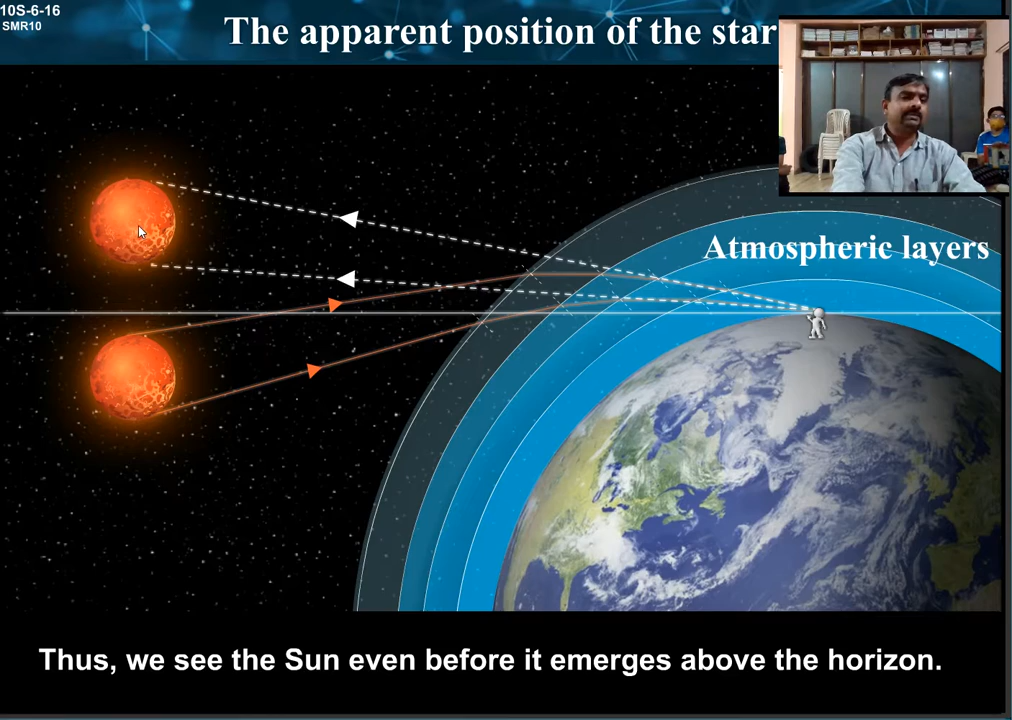 10S-6-16
SMR10
The apparent position of the star
Atmospheric layers
Thus, we see the Sun even before it emerges above the horizon.